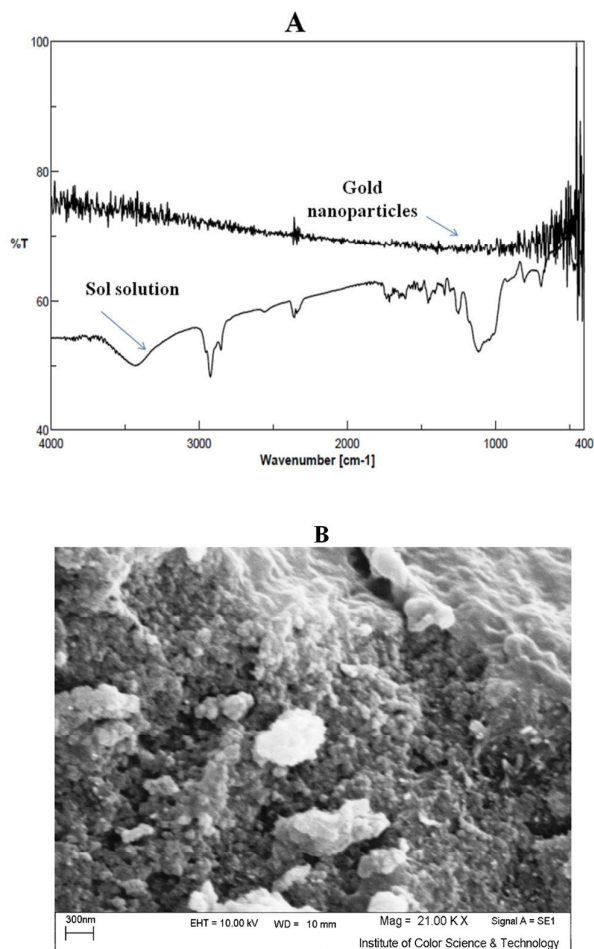 A
100
80
%T
60
40
Gold
nanoparticles
Sol solution
4000 3000 2000 1000 400
Wavenumber [cm-1]
B
300nm
EHT = 10.00 kV WD = 10 mm Mag = 21.00 K X Signal A = SE1
Institute of Color Science & Technology